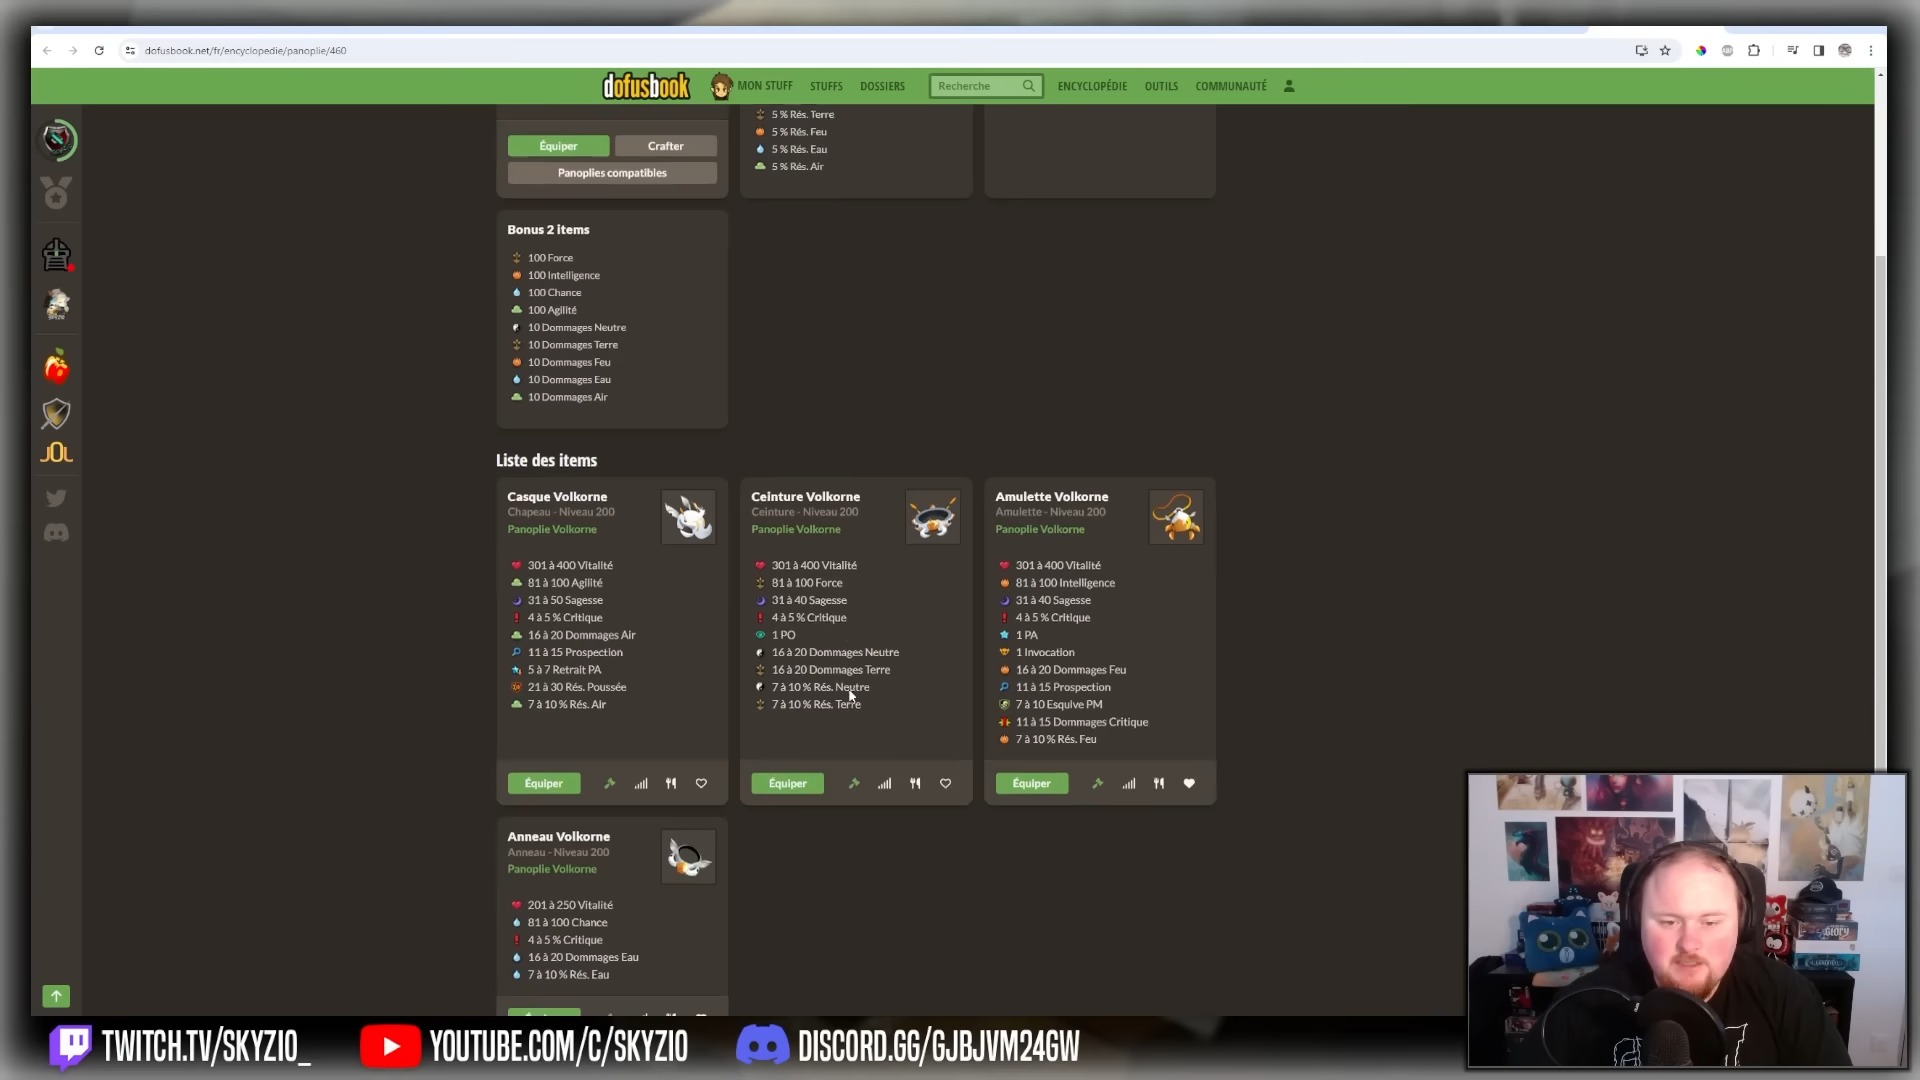 dofusbook.net/fr/encyclopedie/panoplie/460
dofusbook
MON STUFF
STUFFS
DOSSIERS
Recherche
ENCYCLOPÉDIE
OUTILS
COMMUNAUTÉ
Équiper
Crafter
Panoplies compatibles
5 % Rés. Terre
5 % Rés. Feu
5 % Rés. Eau
5 % Rés. Air
Bonus 2 items
100 Force
100 Intelligence
100 Chance
100 Agilité
10 Dommages Neutre
10 Dommages Terre
10 Dommages Feu
10 Dommages Eau
10 Dommages Air
Liste des items
Casque Volkorne
Chapeau - Niveau 200
Panoplie Volkorne
301 à 400 Vitalité
81 à 100 Agilité
31 à 50 Sagesse
4 à 5 % Critique
16 à 20 Dommages Air
11 à 15 Prospection
5 à 7 Retrait PA
21 à 30 Rés. Poussée
7 à 10 % Rés. Air
Équiper
Ceinture Volkorne
Ceinture - Niveau 200
Panoplie Volkorne
301 à 400 Vitalité
81 à 100 Force
31 à 40 Sagesse
4 à 5 % Critique
1 PO
16 à 20 Dommages Neutre
16 à 20 Dommages Terre
7 à 10 % Rés. Neutre
7 à 10 % Rés. Terre
Équiper
Amulette Volkorne
Amulette - Niveau 200
Panoplie Volkorne
301 à 400 Vitalité
81 à 100 Intelligence
31 à 40 Sagesse
4 à 5 % Critique
1 PA
1 Invocation
16 à 20 Dommages Feu
11 à 15 Prospection
7 à 10 Esquive PM
11 à 15 Dommages Critique
7 à 10 % Rés. Feu
Équiper
Anneau Volkorne
Anneau - Niveau 200
Panoplie Volkorne
201 à 250 Vitalité
81 à 100 Chance
4 à 5 % Critique
16 à 20 Dommages Eau
7 à 10 % Rés. Eau
JOL
GLORY
TWITCH.TV/SKYZIO_
YOUTUBE.COM/C/SKYZIO
DISCORD.GG/GJBJVM24GW